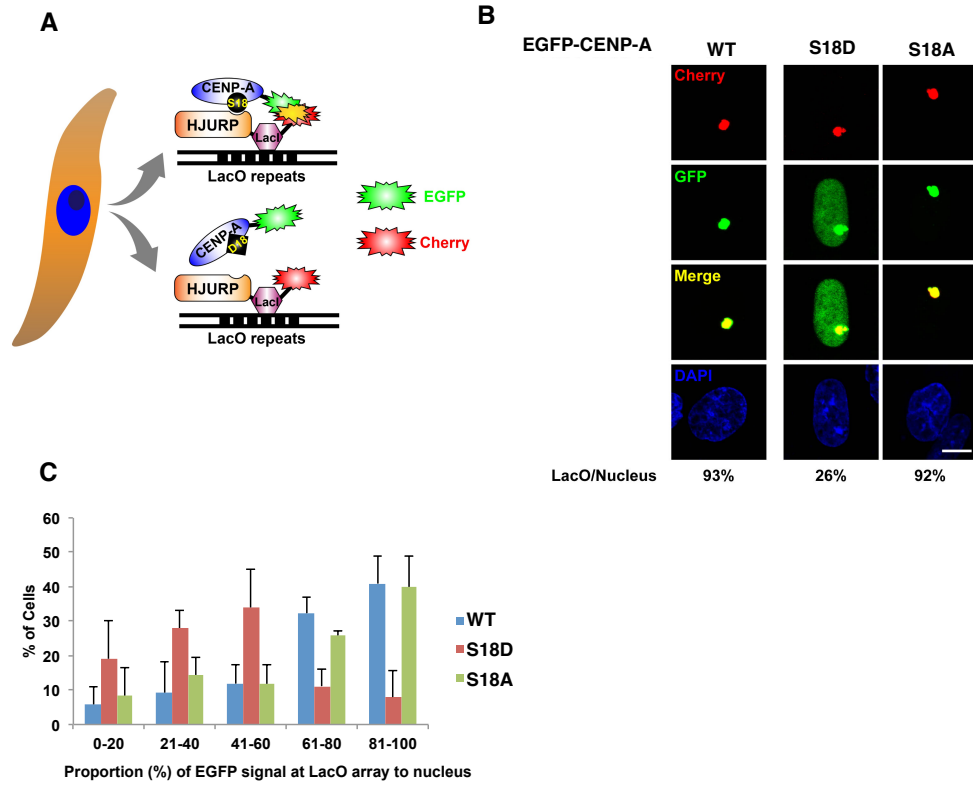 A
CENP-A
S18
HJURP
LacI
LacO repeats
EGFP
Cherry
CENP-A
D18
HJURP
LacI
LacO repeats
B
EGFP-CENP-A
WT
S18D
S18A
Cherry
GFP
Merge
DAPI
LacO/Nucleus
93%
26%
92%
C
% of Cells
60
50
40
30
20
10
0
0-20
21-40
41-60
61-80
81-100
WT
S18D
S18A
Proportion (%) of EGFP signal at LacO array to nucleus